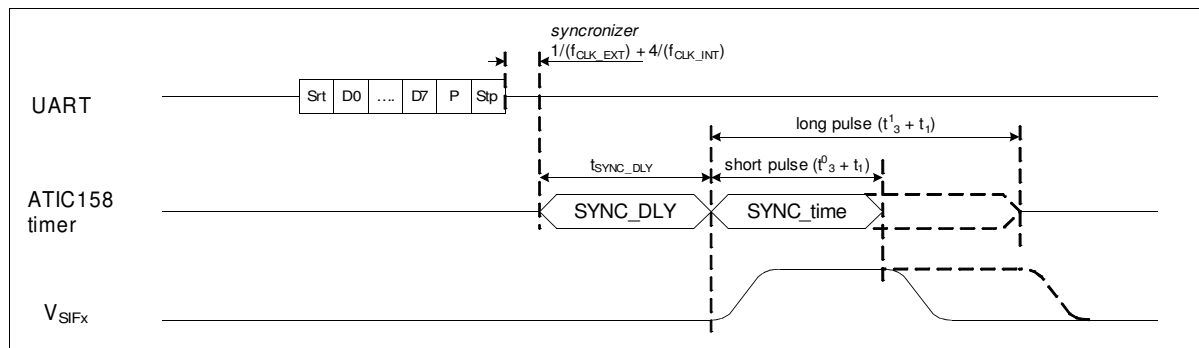 syncronizer
1/(fCLK_EXT) + 4/(fCLK_INT)
UART
Srt D0 .... D7 P Stp
long pulse (t¹₃ + t₁)
tSYNC_DLY
short pulse (t⁰₃ + t₁)
ATIC158
timer
SYNC_DLY
SYNC_time
VSIFx